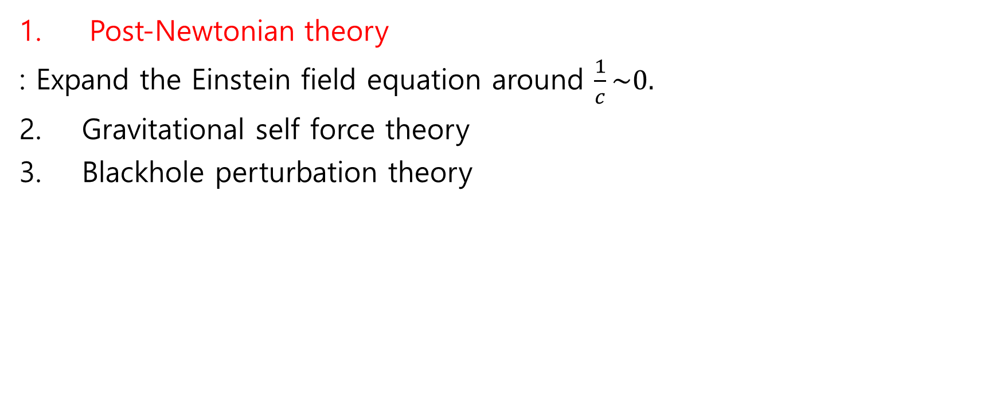 1. Post-Newtonian theory
: Expand the Einstein field equation around 1/c ~0.
2. Gravitational self force theory
3. Blackhole perturbation theory